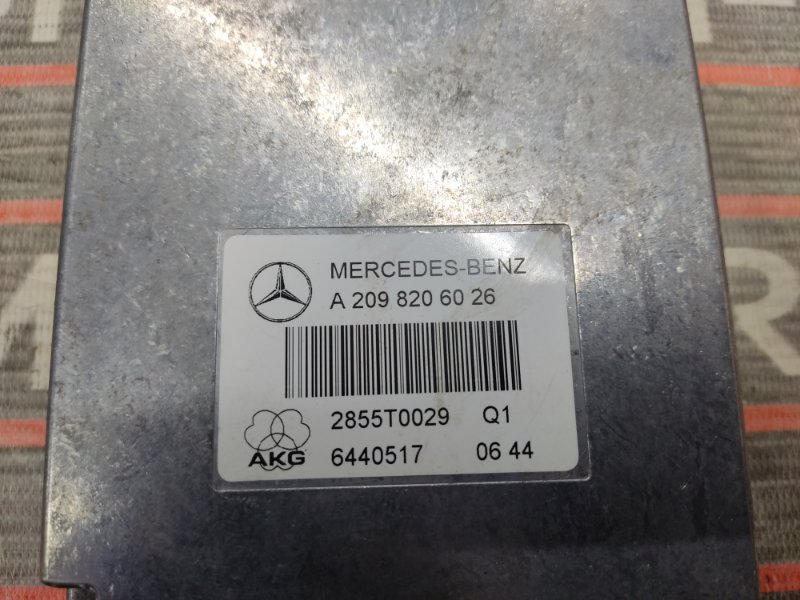 MERCEDES-BENZ
A 209 820 60 26
2855T0029 Q1
AKG
6440517 06 44